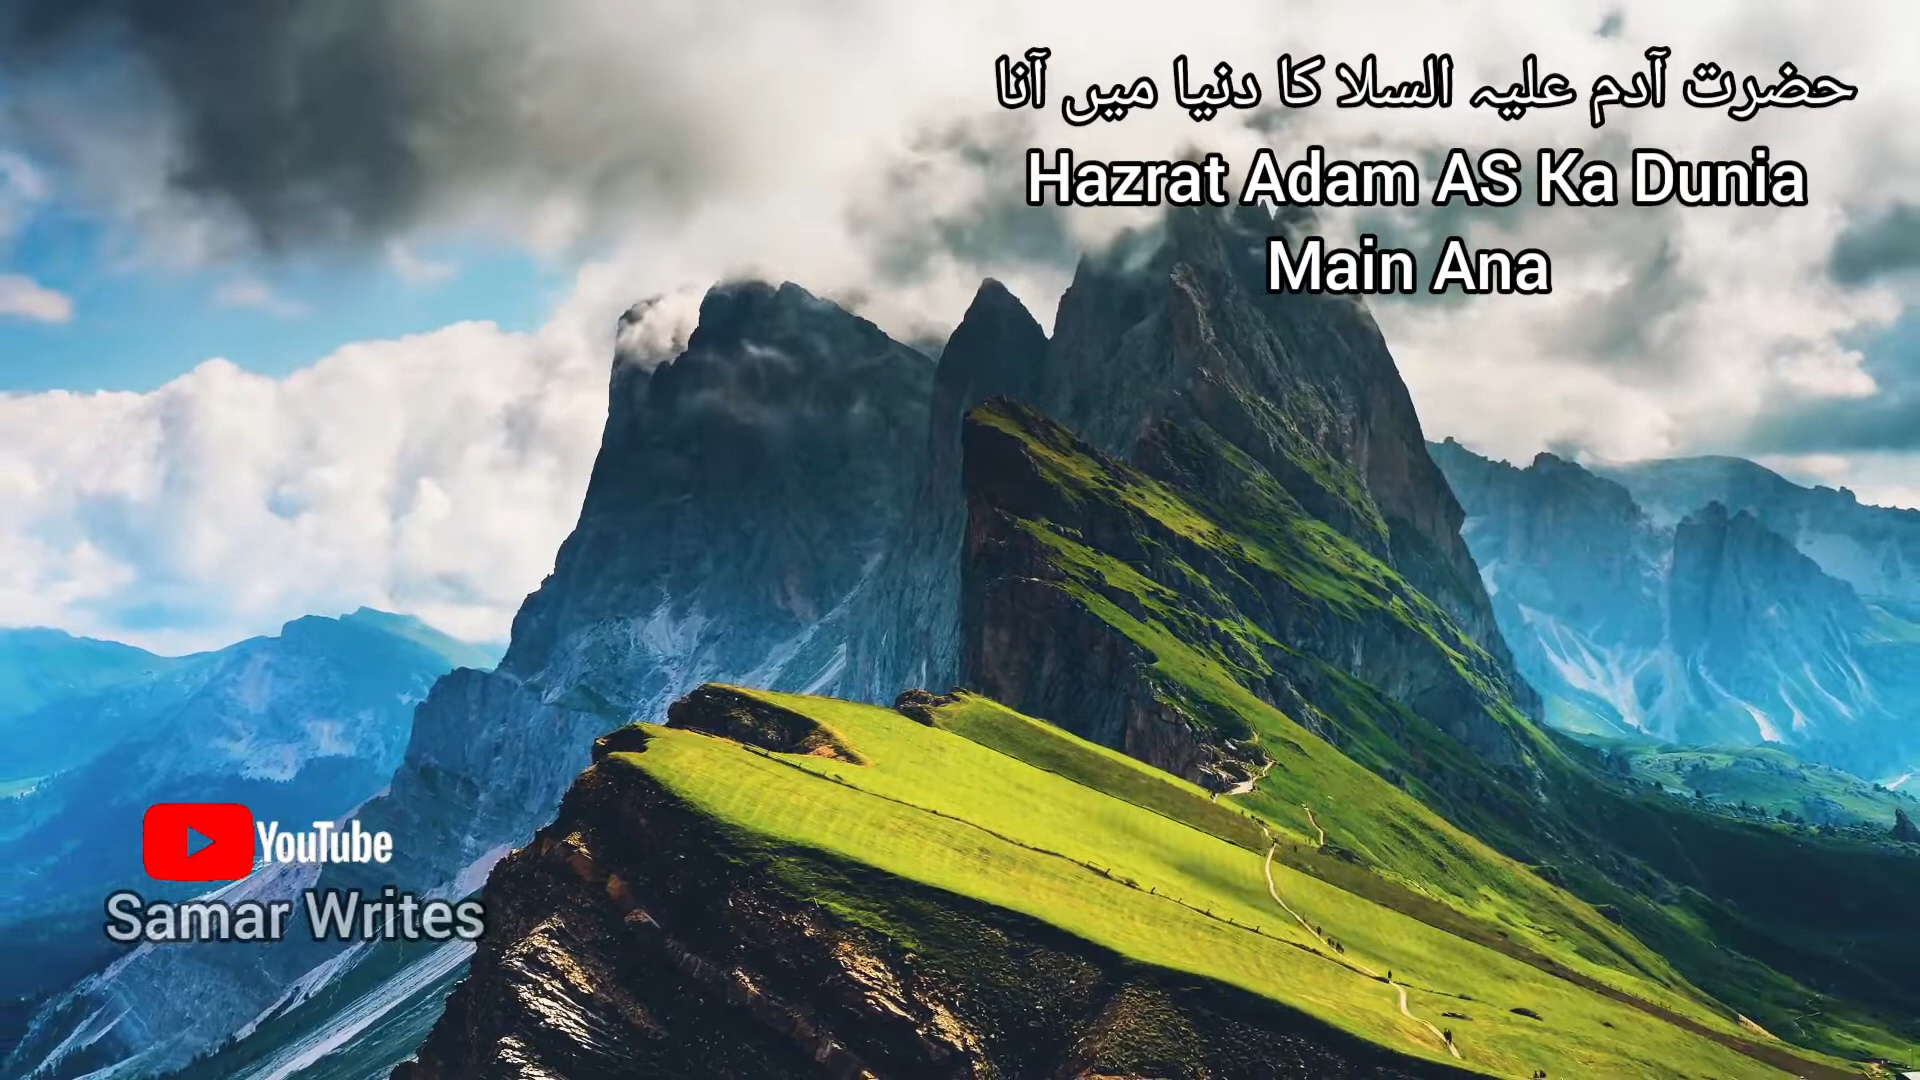 حضرت آدم علیہ السلا کا دنیا میں آنا
Hazrat Adam AS Ka Dunia
Main Ana
YouTube
Samar Writes